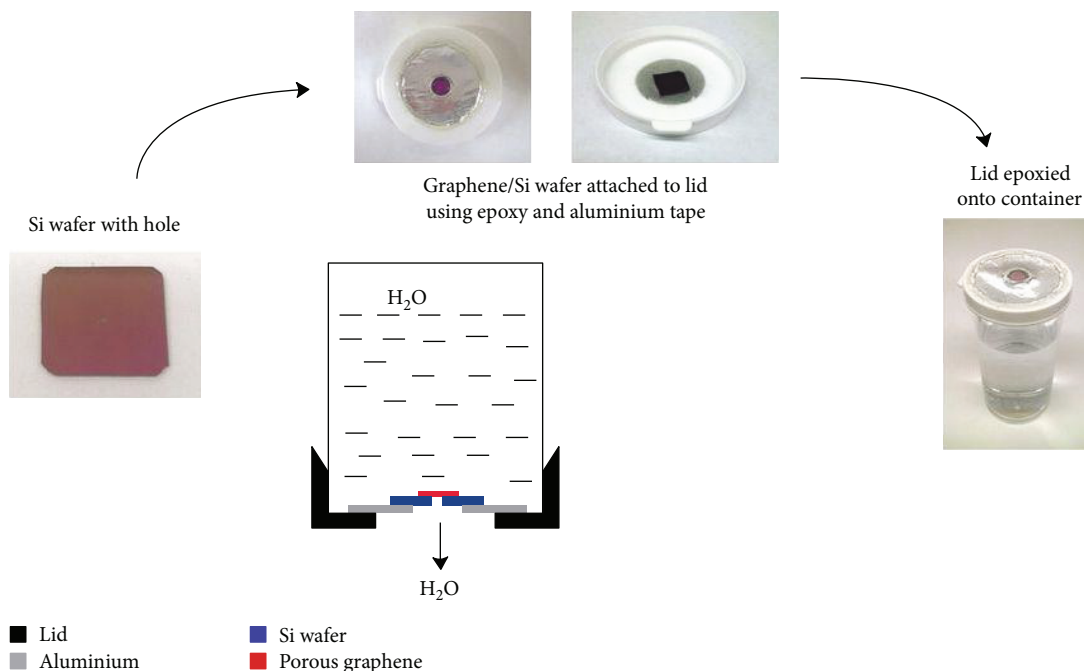 Si wafer with hole
Graphene/Si wafer attached to lid
using epoxy and aluminium tape
Lid epoxied
onto container
H₂O
H₂O
Lid
Aluminium
Si wafer
Porous graphene